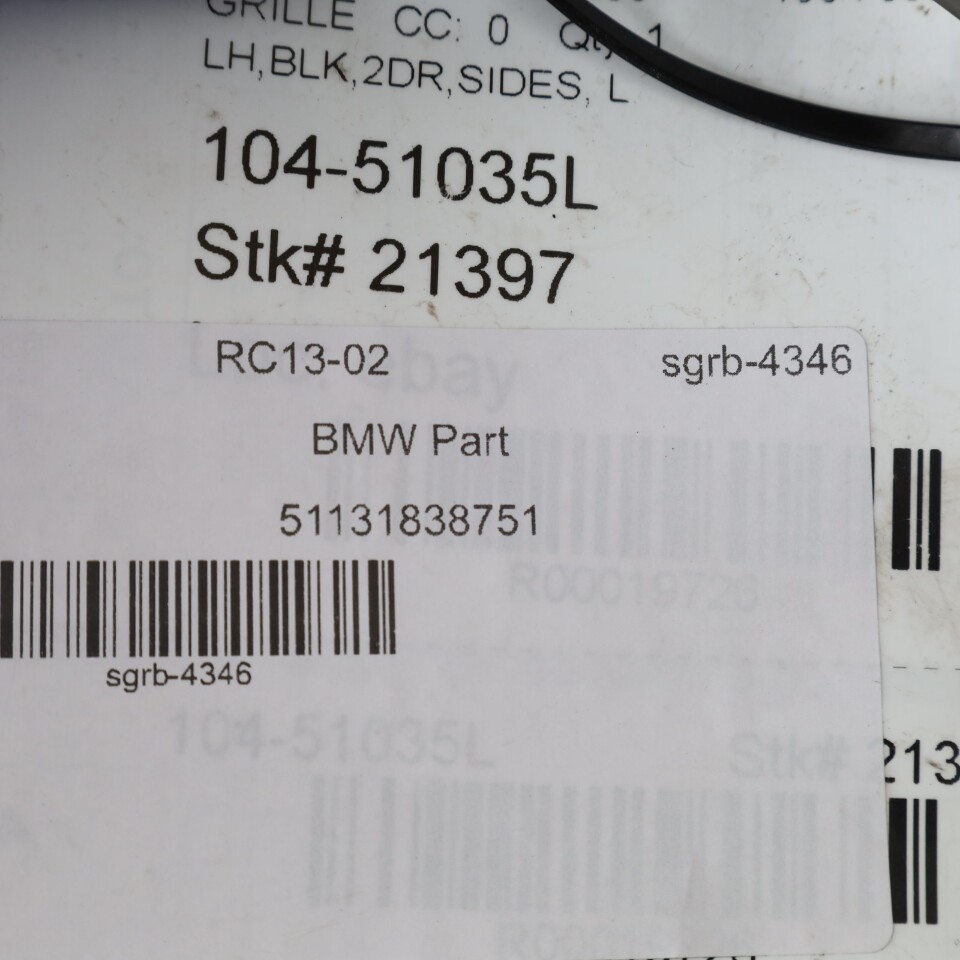 GRILLE CC: 0 Qty 1
LH,BLK,2DR,SIDES, L
104-51035L
Stk# 21397
RC13-02 sgrb-4346
ebay
BMW Part
51131838751
R00019726
sgrb-4346
104-51035L Stk# 213